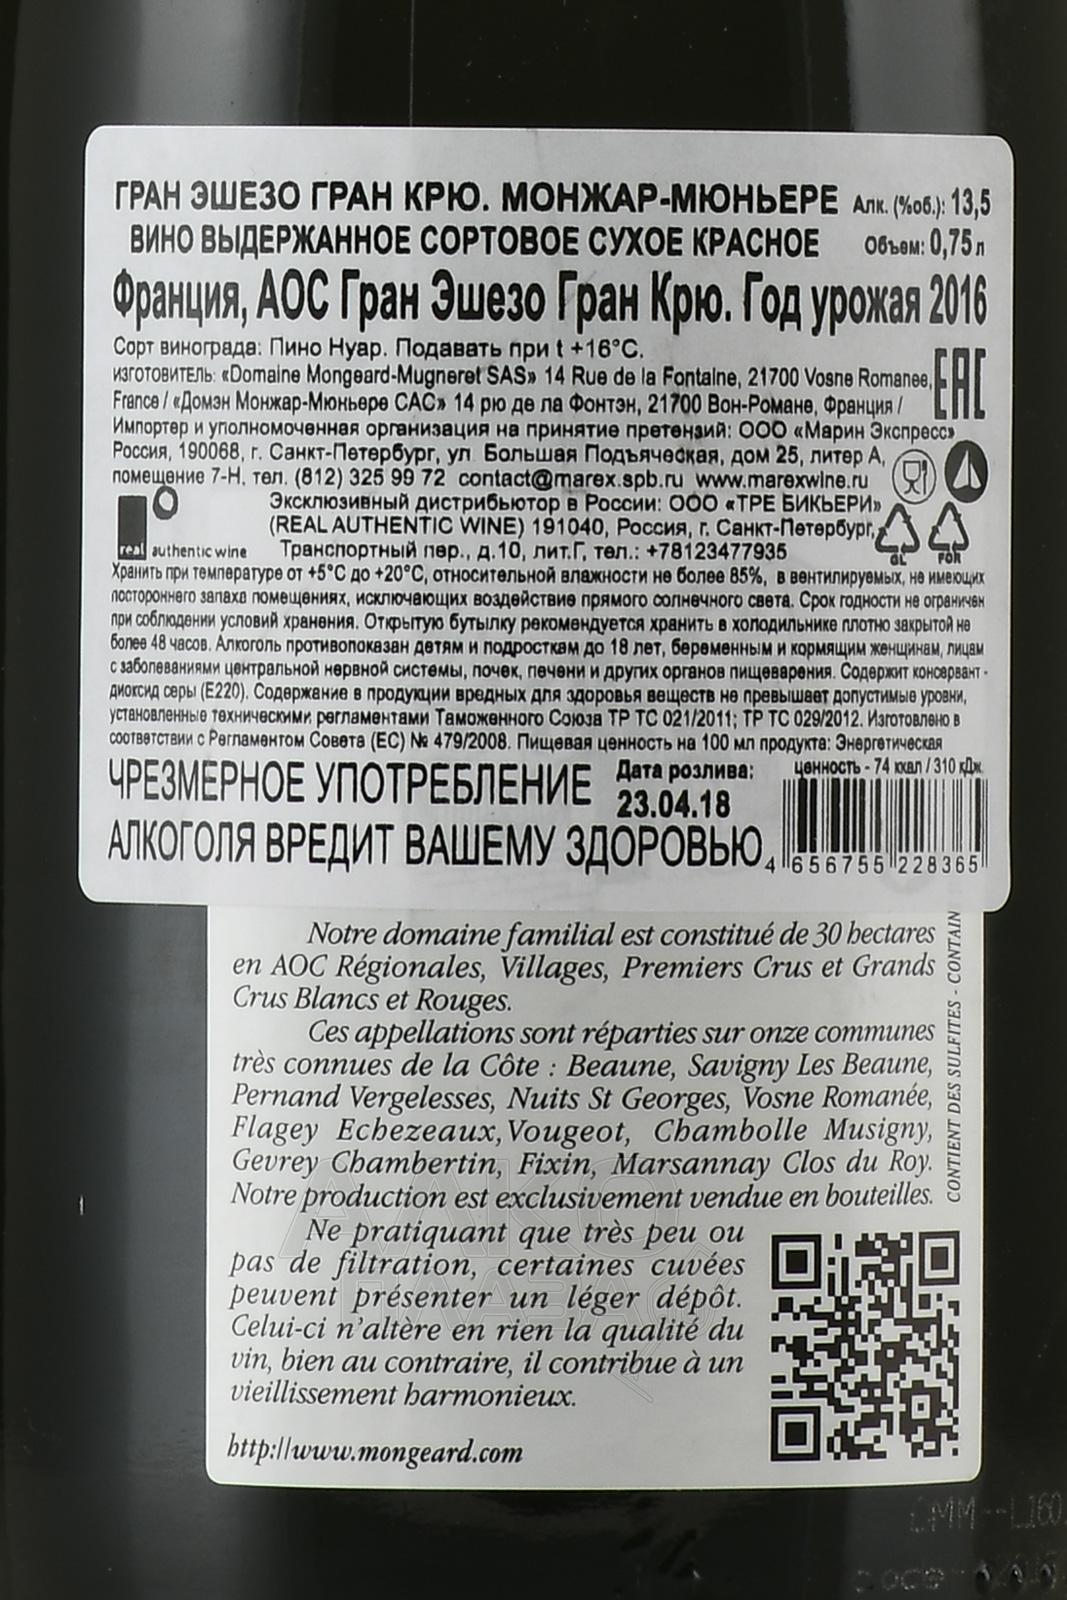 ГРАН ЭШЕЗО ГРАН КРЮ. МОНЖАР-МЮНЬЕРЕ Алк. (%об.): 13,5
ВИНО ВЫДЕРЖАННОЕ СОРТОВОЕ СУХОЕ КРАСНОЕ Объем: 0,75 л
Франция, АОС Гран Эшезо Гран Крю. Год урожая 2016
Сорт винограда: Пино Нуар. Подавать при t +16°С.
ИЗГОТОВИТЕЛЬ: «Domaine Mongeard-Mugneret SAS» 14 Rue de la Fontaine, 21700 Vosne Romanee,
France / «Домэн Монжар-Мюньере САС» 14 рю де ла Фонтэн, 21700 Вон-Романе, Франция /
Импортер и уполномоченная организация на принятие претензий: ООО «Марин Экспресс»
Россия, 190068, г. Санкт-Петербург, ул Большая Подъяческая, дом 25, литер А,
помещение 7-Н, тел. (812) 325 99 72 contact@marex.spb.ru www.marexwine.ru
Эксклюзивный дистрибьютор в России: ООО «ТРЕ БИКЬЕРИ»
(REAL AUTHENTIC WINE) 191040, Россия, г. Санкт-Петербург,
real authentic wine Транспортный пер., д.10, лит.Г, тел.: +78123477935
EAC
GL FOR
Хранить при температуре от +5°С до +20°С, относительной влажности не более 85%, в вентилируемых, не имеющих
постороннего запаха помещениях, исключающих воздействие прямого солнечного света. Срок годности не ограничен
при соблюдении условий хранения. Открытую бутылку рекомендуется хранить в холодильнике плотно закрытой не
более 48 часов. Алкоголь противопоказан детям и подросткам до 18 лет, беременным и кормящим женщинам, лицам
с заболеваниями центральной нервной системы, почек, печени и других органов пищеварения. Содержит консервант -
диоксид серы (Е220). Содержание в продукции вредных для здоровья веществ не превышает допустимые уровни,
установленные техническими регламентами Таможенного Союза ТР ТС 021/2011; ТР ТС 029/2012. Изготовлено в
соответствии с Регламентом Совета (ЕС) № 479/2008. Пищевая ценность на 100 мл продукта: Энергетическая
ценность - 74 ккал / 310 кДж
ЧРЕЗМЕРНОЕ УПОТРЕБЛЕНИЕ Дата розлива:
23.04.18
АЛКОГОЛЯ ВРЕДИТ ВАШЕМУ ЗДОРОВЬЮ
4 656755 228365
Notre domaine familial est constitué de 30 hectares
en AOC Régionales, Villages, Premiers Crus et Grands
Crus Blancs et Rouges.
Ces appellations sont réparties sur onze communes
très connues de la Côte : Beaune, Savigny Les Beaune,
Pernand Vergelesses, Nuits St Georges, Vosne Romanée,
Flagey Echezeaux, Vougeot, Chambolle Musigny,
Gevrey Chambertin, Fixin, Marsannay Clos du Roy.
Notre production est exclusivement vendue en bouteilles.
Ne pratiquant que très peu ou
pas de filtration, certaines cuvées
peuvent présenter un léger dépôt.
Celui-ci n'altère en rien la qualité du
vin, bien au contraire, il contribue à un
vieillissement harmonieux.
http://www.mongeard.com
CONTIENT DES SULFITES - CONTAIN